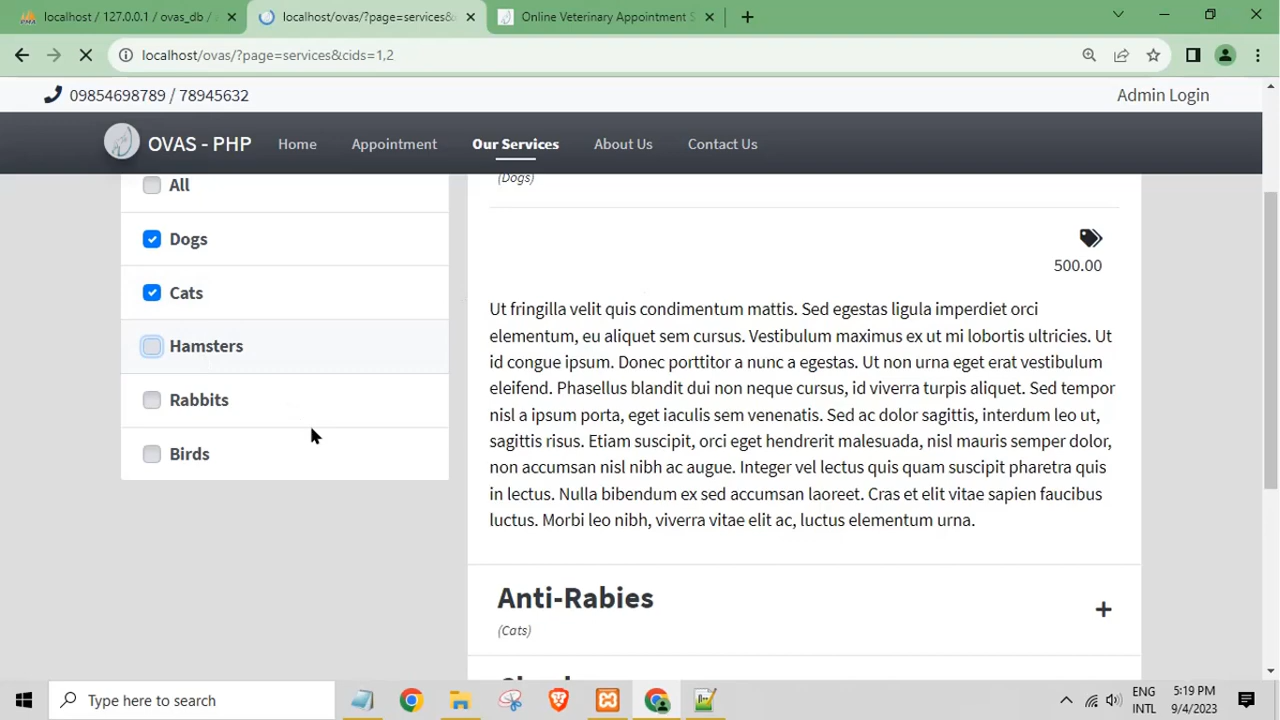 localhost / 127.0.0.1 / ovas_db /
localhost/ovas/?page=services&
Online Veterinary Appointment S
localhost/ovas/?page=services&cids=1,2
09854698789 / 78945632
Admin Login
OVAS - PHP
Home
Appointment
Our Services
About Us
Contact Us
All
Dogs
Cats
Hamsters
Rabbits
Birds
(Dogs)
500.00
Ut fringilla velit quis condimentum mattis. Sed egestas ligula imperdiet orci
elementum, eu aliquet sem cursus. Vestibulum maximus ex ut mi lobortis ultricies. Ut
id congue ipsum. Donec porttitor a nunc a egestas. Ut non urna eget erat vestibulum
eleifend. Phasellus blandit dui non neque cursus, id viverra turpis aliquet. Sed tempor
nisl a ipsum porta, eget iaculis sem venenatis. Sed ac dolor sagittis, interdum leo ut,
sagittis risus. Etiam suscipit, orci eget hendrerit malesuada, nisl mauris semper dolor,
non accumsan nisl nibh ac augue. Integer vel lectus quis quam suscipit pharetra quis
in lectus. Nulla bibendum ex sed accumsan laoreet. Cras et elit vitae sapien faucibus
luctus. Morbi leo nibh, viverra vitae elit ac, luctus elementum urna.
Anti-Rabies
(Cats)
Type here to search
ENG
INTL
5:19 PM
9/4/2023